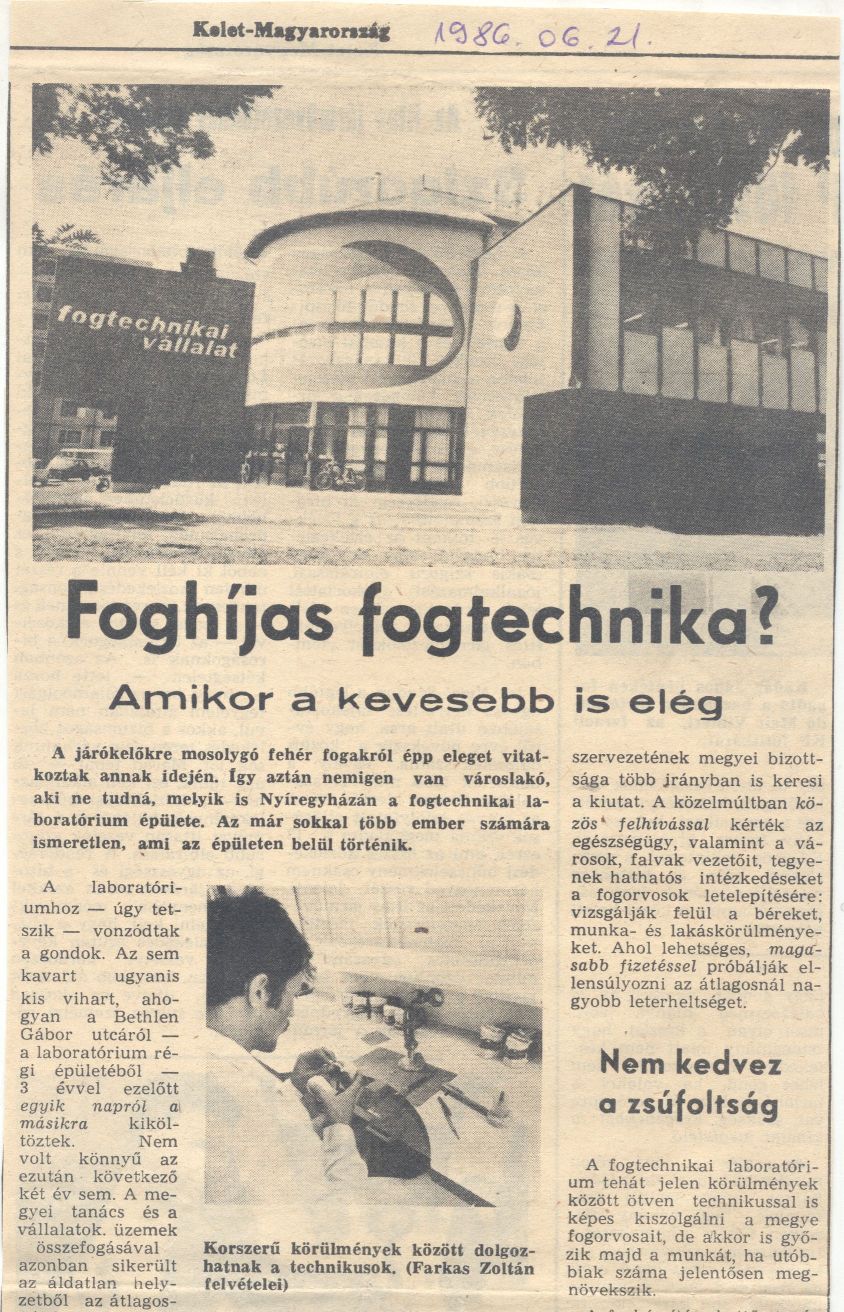 Kelet-Magyarország 1986. 06. 21.
fogtechnikai
vállalat
Foghíjas fogtechnika?
Amikor a kevesebb is elég
A járókelőkre mosolygó fehér fogakról épp eleget vitat-
koztak annak idején. Így aztán nemigen van városlakó,
aki ne tudná, melyik is Nyíregyházán a fogtechnikai la-
boratórium épülete. Az már sokkal több ember számára
ismeretlen, ami az épületen belül történik.
A laboratóri-
umhoz — úgy tet-
szik — vonzódtak
a gondok. Az sem
kavart ugyanis
kis vihart, aho-
gyan a Bethlen
Gábor utcáról —
a laboratórium ré-
gi épületéből —
3 évvel ezelőtt
egyik napról a
másikra kiköl-
töztek. Nem
volt könnyű az
ezután következő
két év sem. A me-
gyei tanács és a
vállalatok, üzemek
összefogásával
azonban sikerült
az áldatlan hely-
zetből az átlagos-
Korszerű körülmények között dolgoz-
hatnak a technikusok. (Farkas Zoltán
felvételei)
szervezetének megyei bizott-
sága több irányban is keresi
a kiutat. A közelmúltban kö-
zös felhívással kérték az
egészségügy, valamint a vá-
rosok, falvak vezetőit, tegye-
nek hathatós intézkedéseket
a fogorvosok letelepítésére:
vizsgálják felül a béreket,
munka- és lakáskörülménye-
ket. Ahol lehetséges, maga-
sabb fizetéssel próbálják el-
lensúlyozni az átlagosnál na-
gyobb leterheltséget.
Nem kedvez
a zsúfoltság
A fogtechnikai laboratóri-
um tehát jelen körülmények
között ötven technikussal is
képes kiszolgálni a megye
fogorvosait, de akkor is győ-
zik majd a munkát, ha utób-
biak száma jelentősen meg-
növekszik.